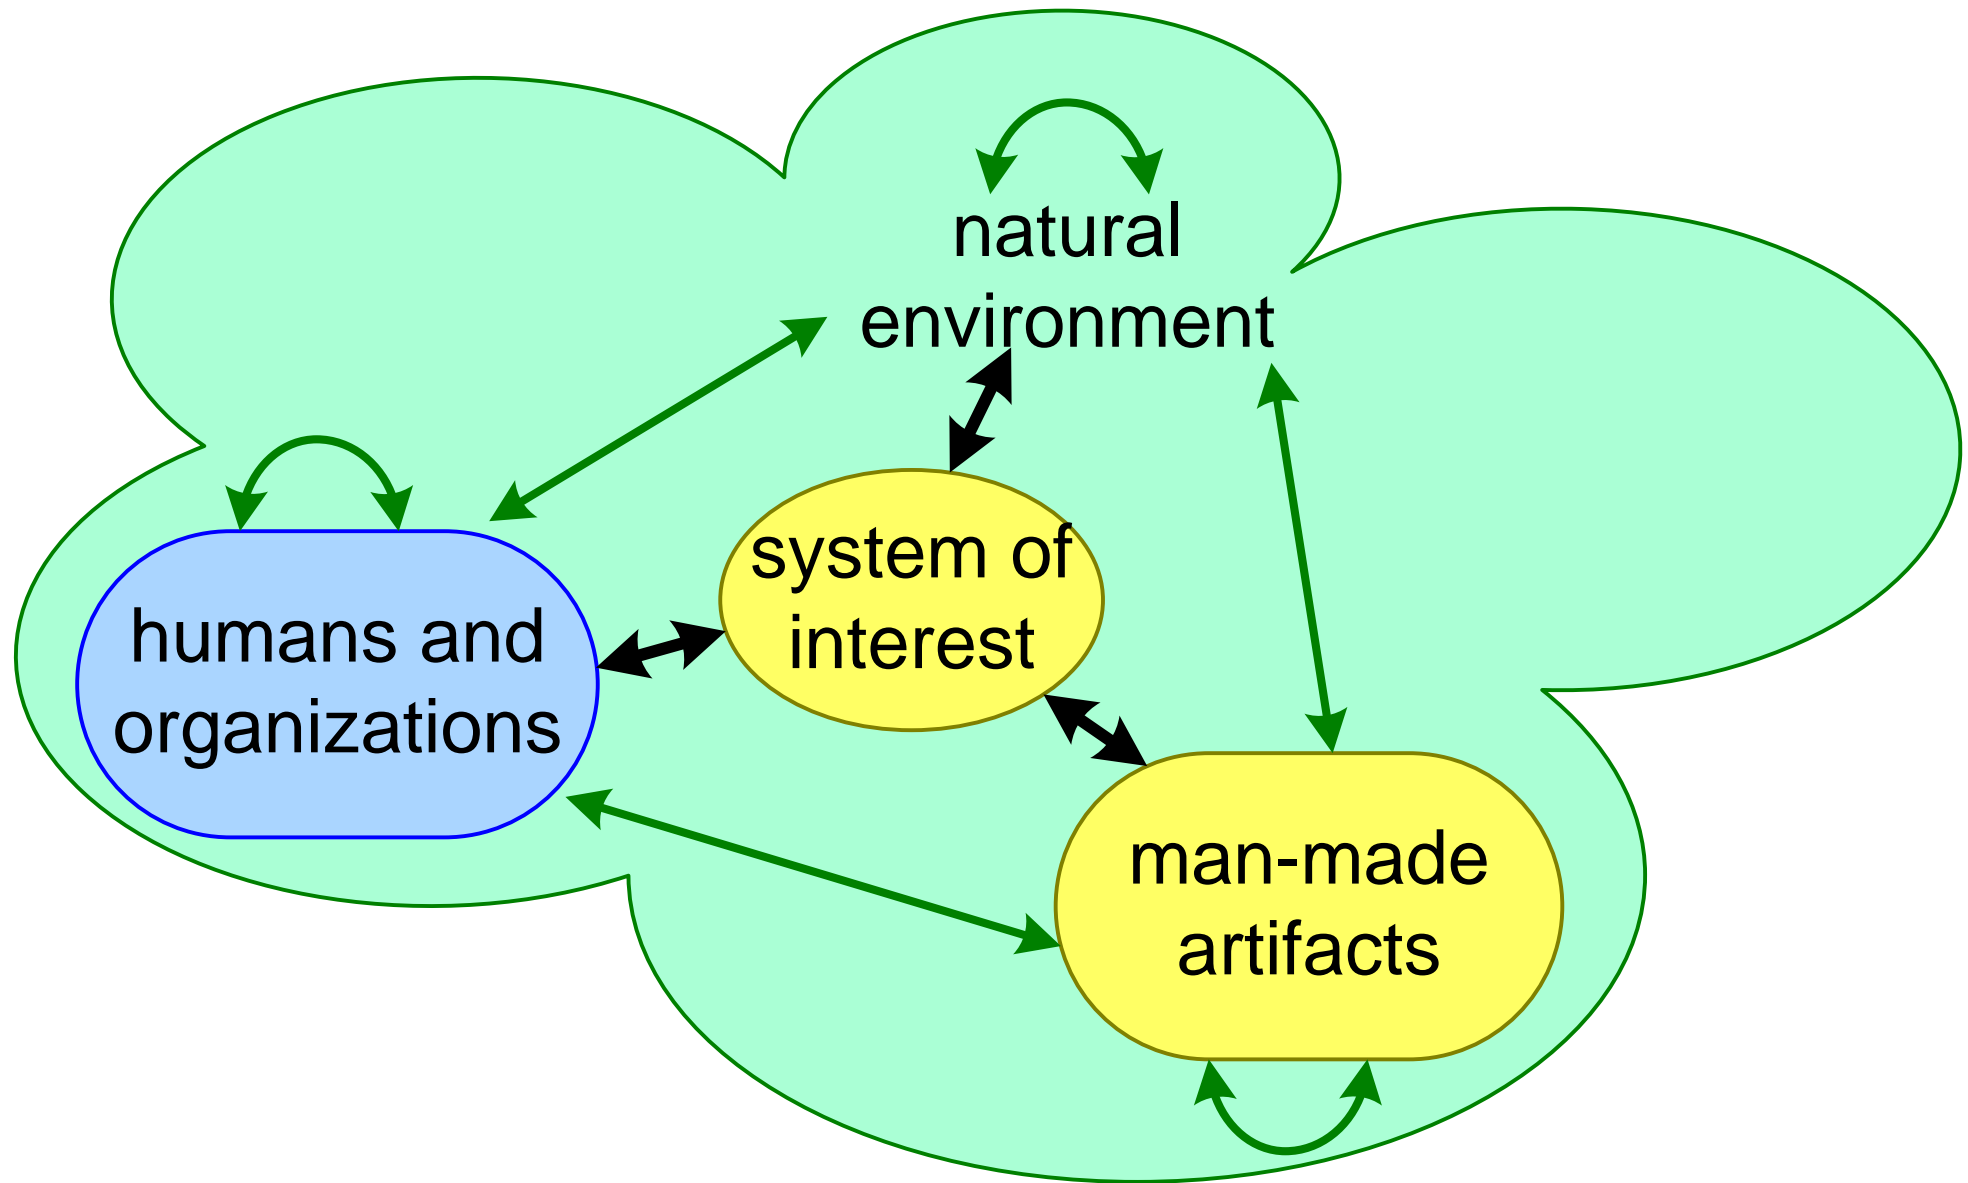 natural
environment
system of
interest
humans and
organizations
man-made
artifacts